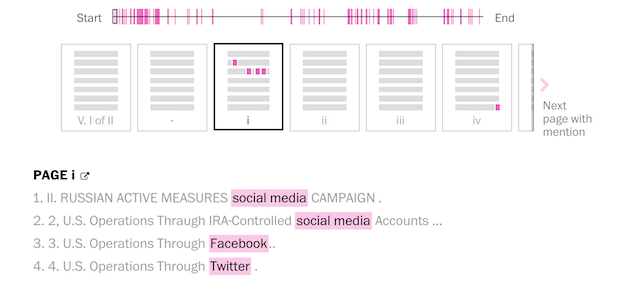 Start End
V. I of II - i ii iii iv
Next
page with
mention
PAGE i
1. II. RUSSIAN ACTIVE MEASURES social media CAMPAIGN .
2. 2, U.S. Operations Through IRA-Controlled social media Accounts ...
3. 3. U.S. Operations Through Facebook..
4. 4. U.S. Operations Through Twitter .